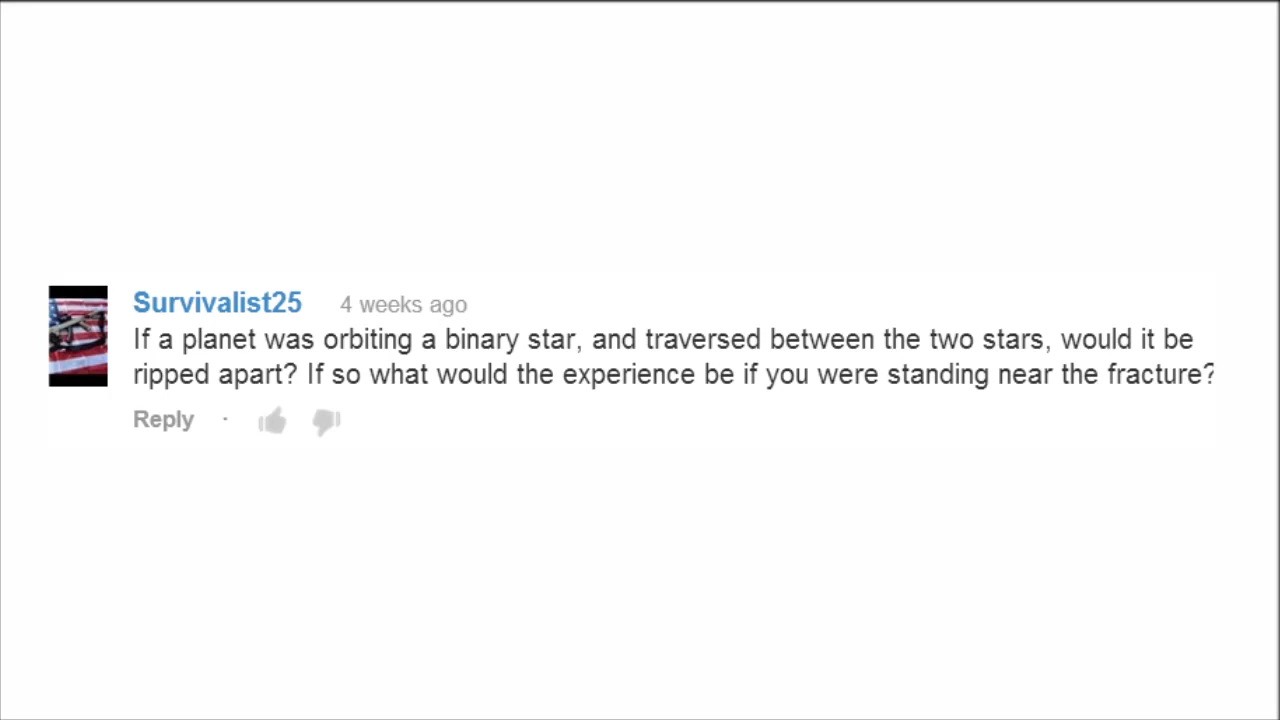 Survivalist25 4 weeks ago
If a planet was orbiting a binary star, and traversed between the two stars, would it be
ripped apart? If so what would the experience be if you were standing near the fracture?
Reply ·